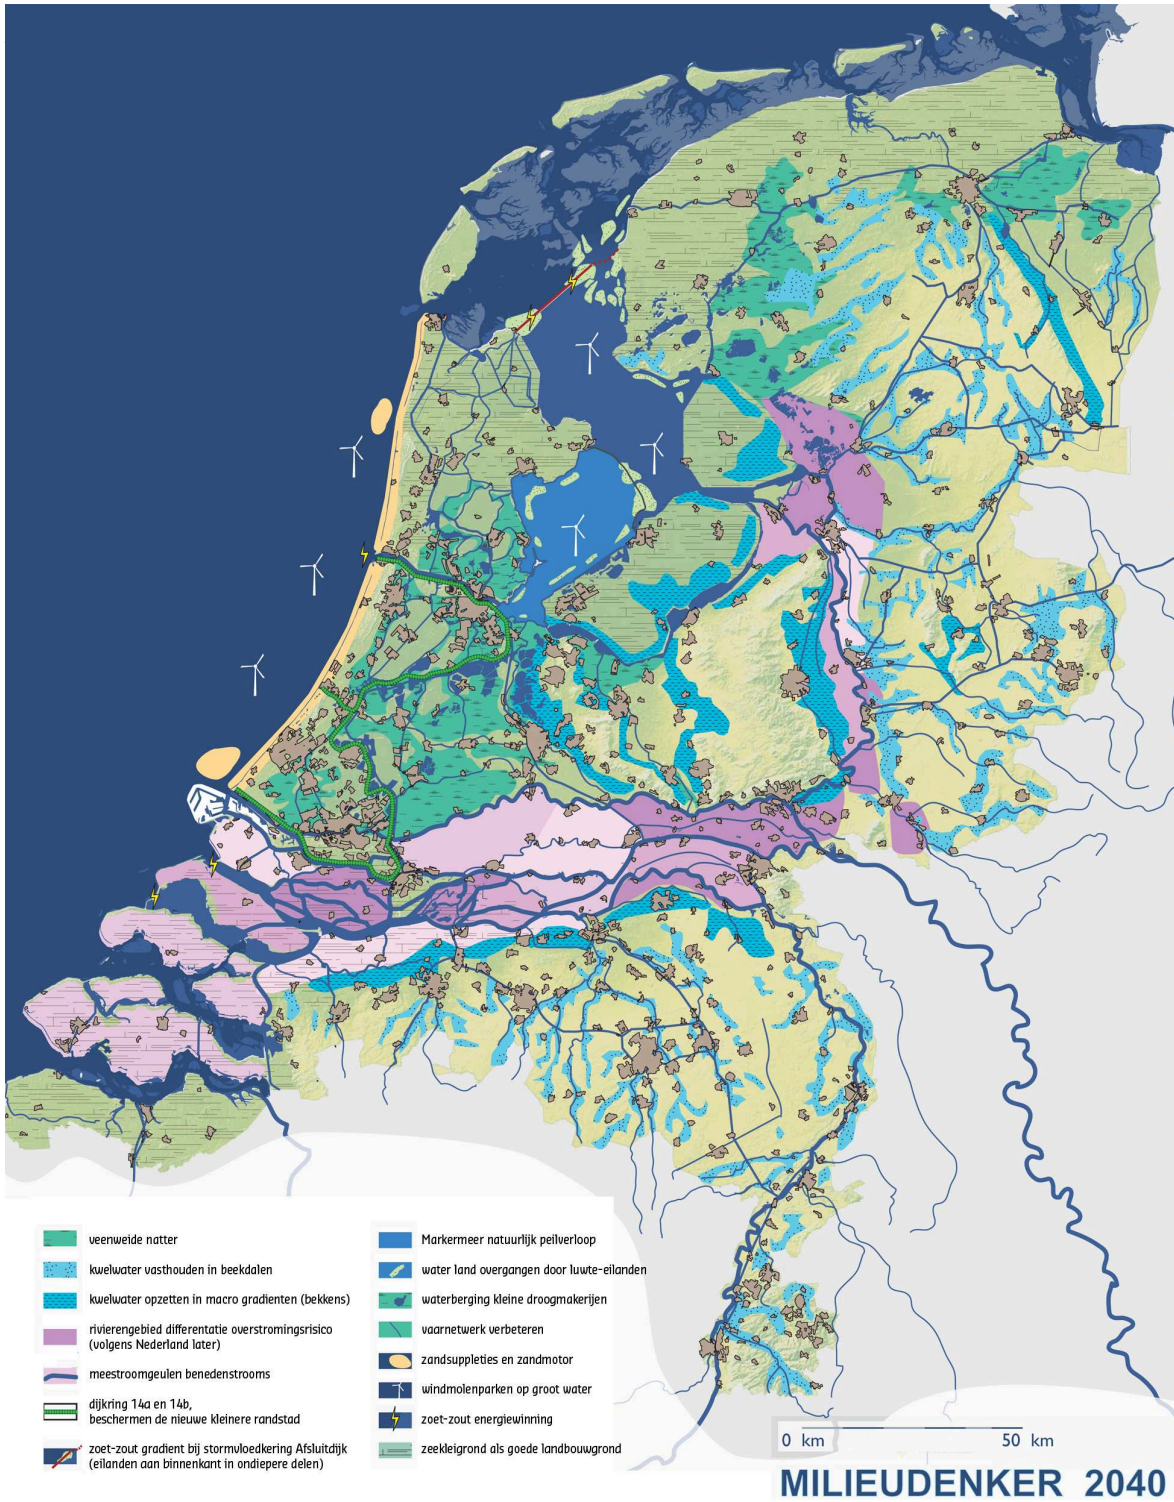 veenweide natter
kwelwater vasthouden in beekdalen
kwelwater opzetten in macro gradienten (bekkens)
rivierengebied differentatie overstromingsrisico
(volgens Nederland later)
meestroomgeulen benedenstrooms
dijkring 14a en 14b,
beschermen de nieuwe kleinere randstad
zoet-zout gradient bij stormvloedkering Afsluitdijk
(eilanden aan binnenkant in ondiepere delen)
Markermeer natuurlijk peilverloop
water land overgangen door luwte-eilanden
waterberging kleine droogmakerijen
vaarnetwerk verbeteren
zandsuppleties en zandmotor
windmolenparken op groot water
zoet-zout energiewinning
zeekleigrond als goede landbouwgrond
0 km 50 km
MILIEUDENKER 2040